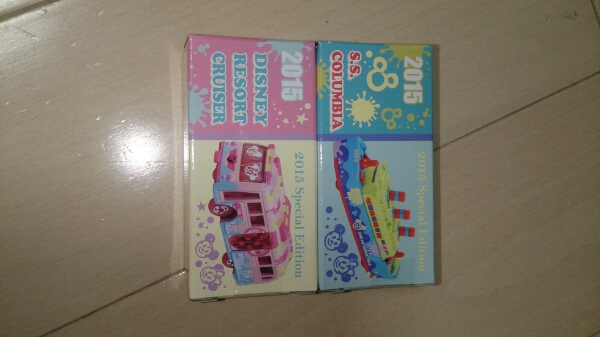 2015
DISNEY
RESORT
CRUISER
2015 Special Edition
2015
S.S.
COLUMBIA
2015 Special Edition